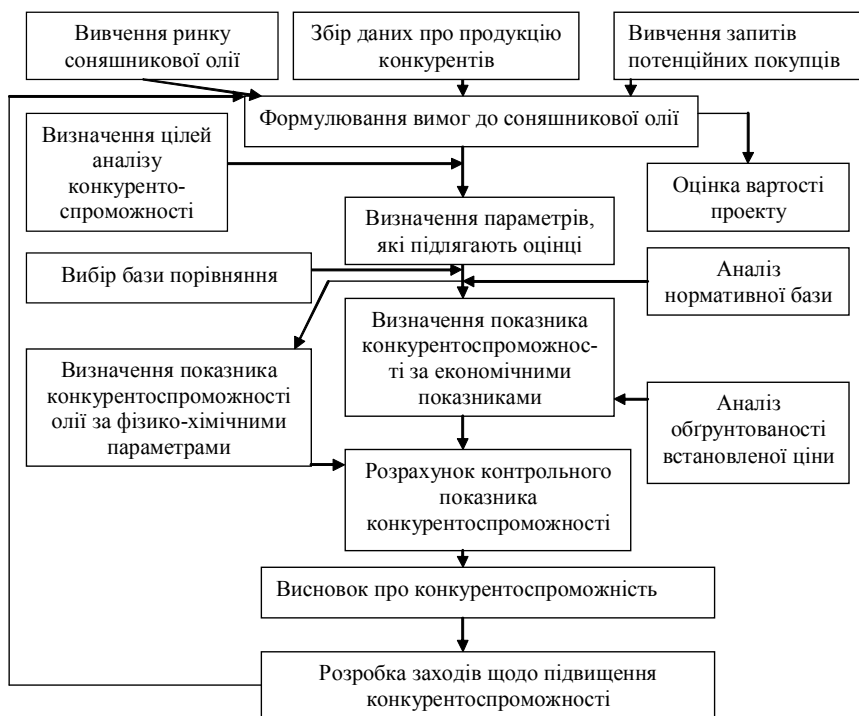 Вивчення ринку
соняшникової олії
Збір даних про продукцію
конкурентів
Вивчення запитів
потенційних покупців
Формулювання вимог до соняшникової олії
Визначення цілей
аналізу
конкуренто-
спроможності
Оцінка вартості
проекту
Визначення параметрів,
які підлягають оцінці
Вибір бази порівняння
Аналіз
нормативної бази
Визначення показника
конкурентоспроможнос-
ті за економічними
показниками
Визначення показника
конкурентоспроможності
олії за фізико-хімічними
параметрами
Аналіз
обґрунтованості
встановленої ціни
Розрахунок контрольного
показника
конкурентоспроможності
Висновок про конкурентоспроможність
Розробка заходів щодо підвищення
конкурентоспроможності